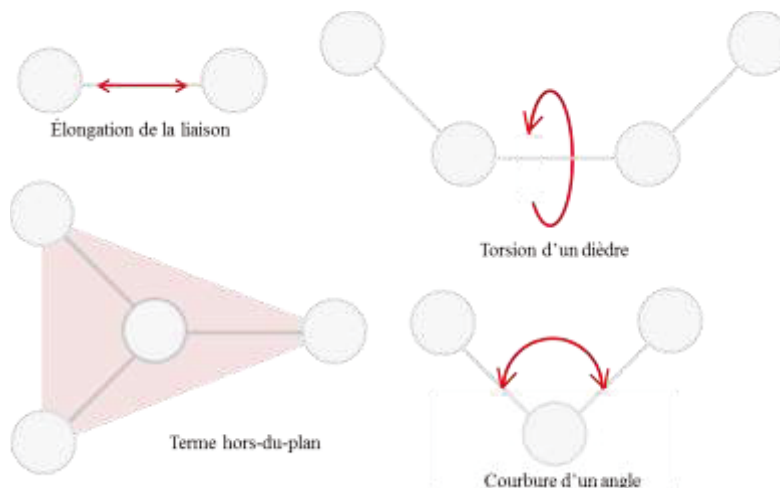 Élongation de la liaison
Torsion d'un dièdre
Terme hors-du-plan
Courbure d'un angle